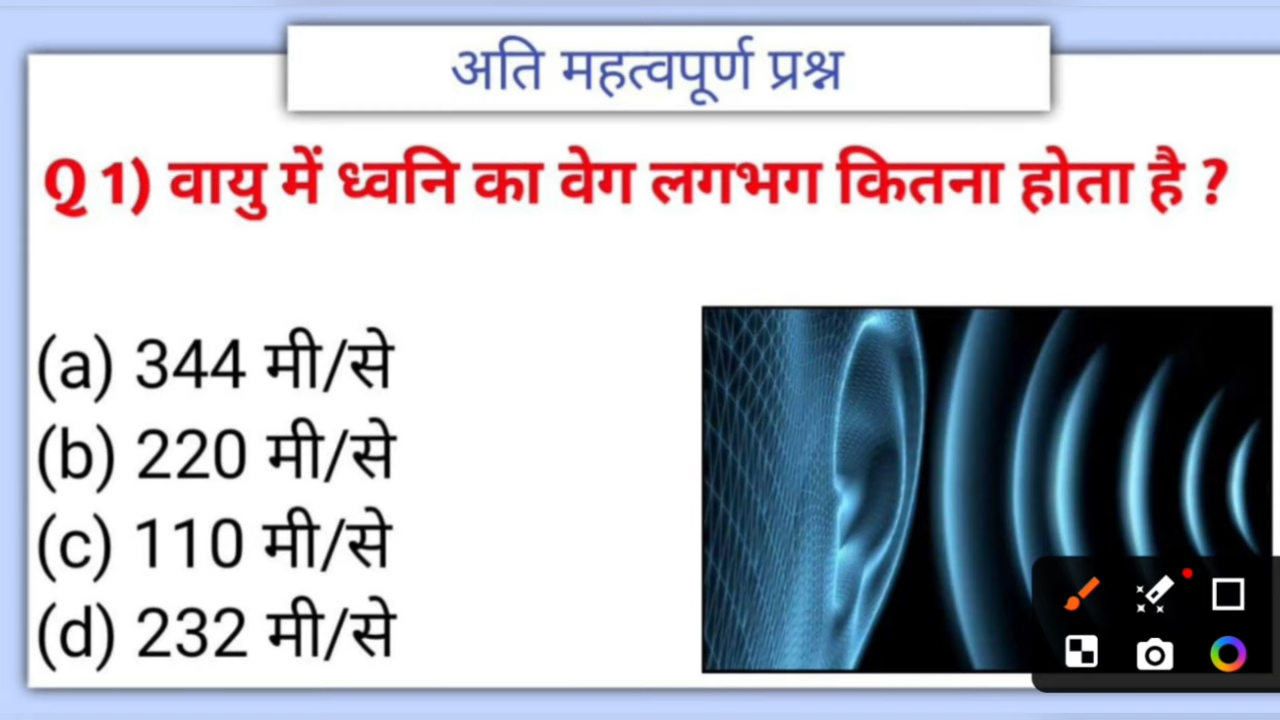 अति महत्वपूर्ण प्रश्न
Q 1) वायु में ध्वनि का वेग लगभग कितना होता है ?
(a) 344 मी/से
(b) 220 मी/से
(c) 110 मी/से
(d) 232 मी/से